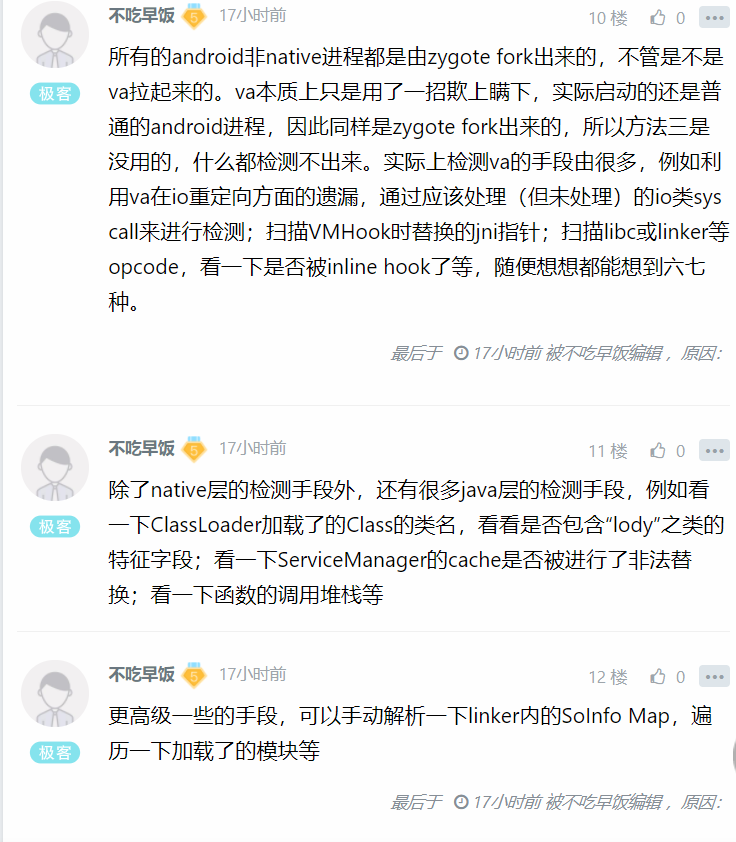 不吃早饭 5 17小时前 10 楼 0 •••
极客
所有的android非native进程都是由zygote fork出来的，不管是不是
va拉起来的。va本质上只是用了一招欺上瞒下，实际启动的还是普
通的android进程，因此同样是zygote fork出来的，所以方法三是
没用的，什么都检测不出来。实际上检测va的手段由很多，例如利
用va在io重定向方面的遗漏，通过应该处理（但未处理）的io类sys
call来进行检测；扫描VMHook时替换的jni指针；扫描libc或linker等
opcode，看一下是否被inline hook了等，随便想想都能想到六七
种。
最后于 17小时前 被不吃早饭编辑 ，原因：
不吃早饭 5 17小时前 11 楼 0 •••
极客
除了native层的检测手段外，还有很多java层的检测手段，例如看
一下ClassLoader加载了的Class的类名，看看是否包含“lody”之类的
特征字段；看一下ServiceManager的cache是否被进行了非法替
换；看一下函数的调用堆栈等
不吃早饭 5 17小时前 12 楼 0 •••
极客
更高级一些的手段，可以手动解析一下linker内的SoInfo Map，遍
历一下加载了的模块等
最后于 17小时前 被不吃早饭编辑 ，原因：